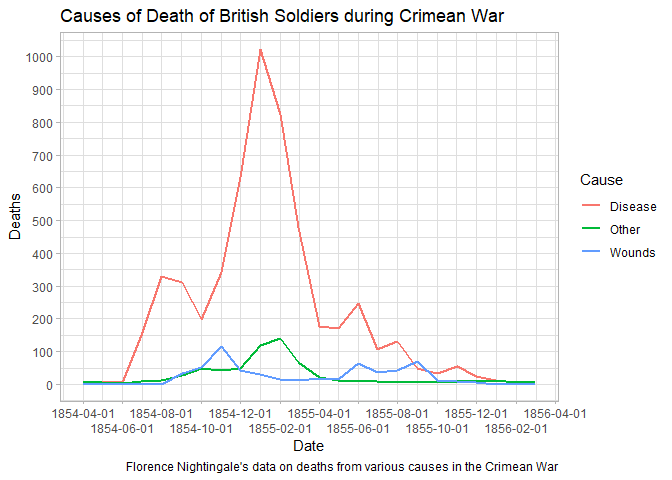 Causes of Death of British Soldiers during Crimean War
1000
900
800
700
600
500
400
300
200
100
0
Deaths
Cause
Disease
Other
Wounds
1854-04-01 1854-08-01 1854-12-01 1855-04-01 1855-08-01 1855-12-01 1856-04-01
1854-06-01 1854-10-01 1855-02-01 1855-06-01 1855-10-01 1856-02-01
Date
Florence Nightingale's data on deaths from various causes in the Crimean War